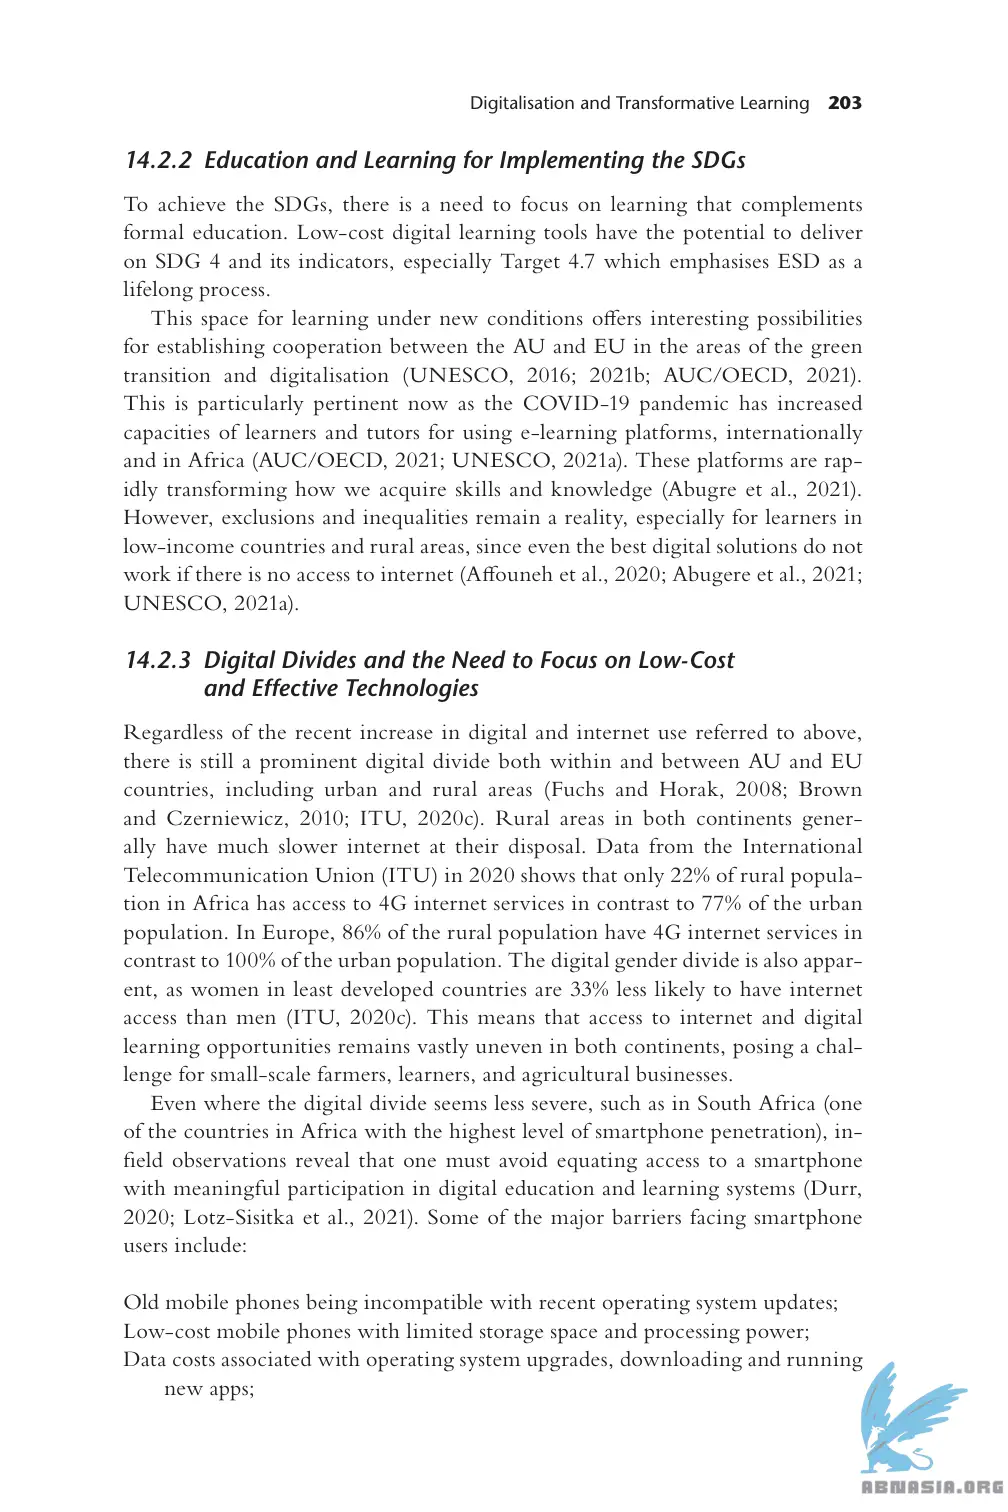 Digitalisation and Transformative Learning 203
14.2.2 Education and Learning for Implementing the SDGs
To achieve the SDGs, there is a need to focus on learning that complements
formal education. Low-cost digital learning tools have the potential to deliver
on SDG 4 and its indicators, especially Target 4.7 which emphasises ESD as a
lifelong process.
This space for learning under new conditions offers interesting possibilities
for establishing cooperation between the AU and EU in the areas of the green
transition and digitalisation (UNESCO, 2016; 2021b; AUC/OECD, 2021).
This is particularly pertinent now as the COVID-19 pandemic has increased
capacities of learners and tutors for using e-learning platforms, internationally
and in Africa (AUC/OECD, 2021; UNESCO, 2021a). These platforms are rap-
idly transforming how we acquire skills and knowledge (Abugre et al., 2021).
However, exclusions and inequalities remain a reality, especially for learners in
low-income countries and rural areas, since even the best digital solutions do not
work if there is no access to internet (Affouneh et al., 2020; Abugere et al., 2021;
UNESCO, 2021a).
14.2.3 Digital Divides and the Need to Focus on Low-Cost
and Effective Technologies
Regardless of the recent increase in digital and internet use referred to above,
there is still a prominent digital divide both within and between AU and EU
countries, including urban and rural areas (Fuchs and Horak, 2008; Brown
and Czerniewicz, 2010; ITU, 2020c). Rural areas in both continents gener-
ally have much slower internet at their disposal. Data from the International
Telecommunication Union (ITU) in 2020 shows that only 22% of rural popula-
tion in Africa has access to 4G internet services in contrast to 77% of the urban
population. In Europe, 86% of the rural population have 4G internet services in
contrast to 100% of the urban population. The digital gender divide is also appar-
ent, as women in least developed countries are 33% less likely to have internet
access than men (ITU, 2020c). This means that access to internet and digital
learning opportunities remains vastly uneven in both continents, posing a chal-
lenge for small-scale farmers, learners, and agricultural businesses.
Even where the digital divide seems less severe, such as in South Africa (one
of the countries in Africa with the highest level of smartphone penetration), in-
field observations reveal that one must avoid equating access to a smartphone
with meaningful participation in digital education and learning systems (Durr,
2020; Lotz-Sisitka et al., 2021). Some of the major barriers facing smartphone
users include:
Old mobile phones being incompatible with recent operating system updates;
Low-cost mobile phones with limited storage space and processing power;
Data costs associated with operating system upgrades, downloading and running
new apps;
ABNASIA.ORG